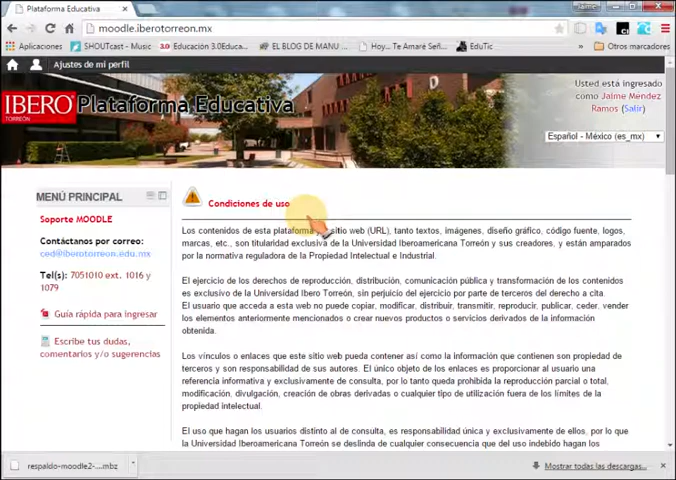 Plataforma Educativa
Jaime
moodle.iberotorreon.mx
Aplicaciones
SHOUTcast - Music
Educación 3.0Educa...
EL BLOG DE MANU ...
Hoy... Te Amaré Señ...
EduTic
Otros marcadores
Ajustes de mi perfil
IBERO
TORREÓN
Plataforma Educativa
Usted está ingresado
como Jaime Mendez
Ramos (Salir)
Español - México (es_mx)
MENÚ PRINCIPAL
Soporte MOODLE
Contáctanos por correo:
ced@iberotorreon.edu.mx
Tel(s): 7051010 ext. 1016 y
1079
Guía rápida para ingresar
Escribe tus dudas,
comentarios y/o sugerencias
Condiciones de uso
Los contenidos de esta plataforma sitio web (URL), tanto textos, imágenes, diseño gráfico, código fuente, logos,
marcas, etc., son titularidad exclusiva de la Universidad Iberoamericana Torreón y sus creadores, y están amparados
por la normativa reguladora de la Propiedad Intelectual e Industrial.
El ejercicio de los derechos de reproducción, distribución, comunicación pública y transformación de los contenidos
es exclusivo de la Universidad Ibero Torreón, sin perjuicio del ejercicio por parte de terceros del derecho a cita.
El usuario que acceda a esta web no puede copiar, modificar, distribuir, transmitir, reproducir, publicar, ceder, vender
los elementos anteriormente mencionados o crear nuevos productos o servicios derivados de la información
obtenida.
Los vínculos o enlaces que este sitio web pueda contener así como la información que contienen son propiedad de
terceros y son responsabilidad de sus autores. El único objeto de los enlaces es proporcionar al usuario una
referencia informativa y exclusivamente de consulta, por lo tanto queda prohibida la reproducción parcial o total,
modificación, divulgación, creación de obras derivadas o cualquier tipo de utilización fuera de los límites de la
propiedad intelectual.
El uso que hagan los usuarios distinto al de consulta, es responsabilidad única y exclusivamente de ellos, por lo que
la Universidad Iberoamericana Torreón se deslinda de cualquier consecuencia que del uso indebido hagan los
respaldo-moodle2-....mbz
Mostrar todas las descargas...